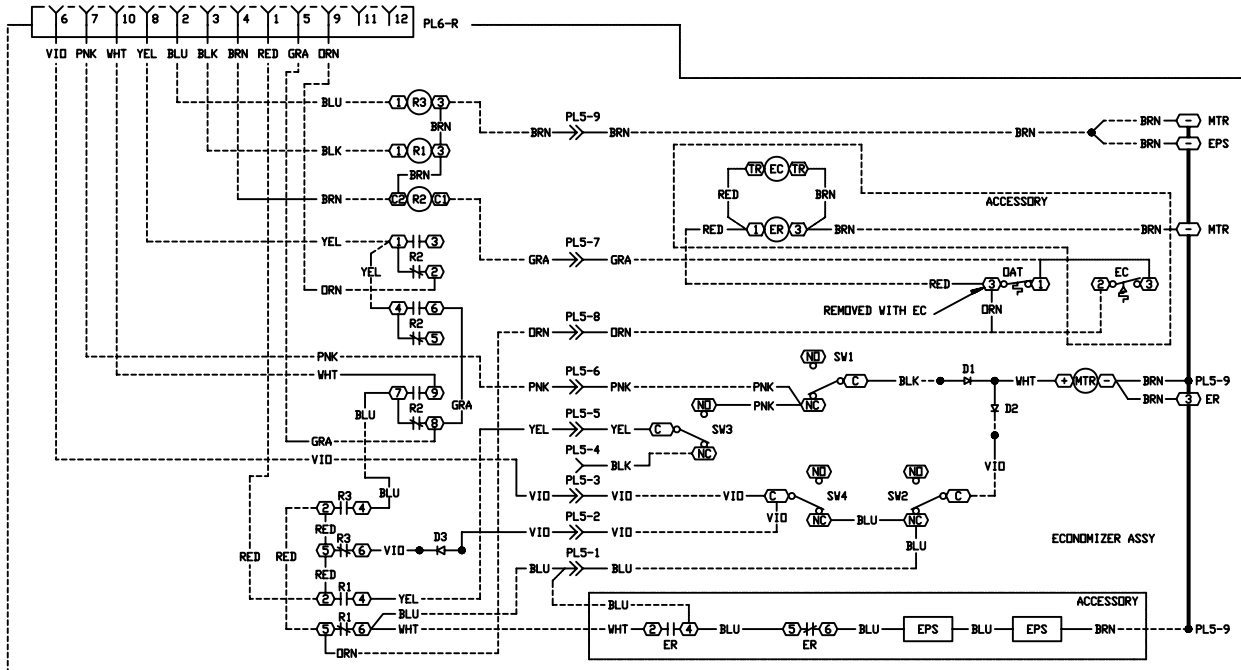 6 7 10 8 2 3 4 1 5 9 11 12 PL6-R
VIO PNK WHT YEL BLU BLK BRN RED GRA ORN
BLU 1 R3 3 PL5-9 BRN MTR
BRN BRN BRN BRN EPS
BLK 1 R1 3
BRN TR EC TR
BRN C2 R2 C1 RED BRN ACCESSORY
YEL 1 3 PL5-7 RED 1 ER 3 BRN BRN MTR
R2 GRA GRA
YEL 2 OAT EC
ORN RED 3 1 2 3
4 6 REMOVED WITH EC ORN
R2 PL5-8
5 ORN ORN
PNK NO SW1
WHT PL5-6 D1
7 9 PNK PNK PNK C BLK WHT + MTR - BRN PL5-9
R2 PL5-5 NO PNK NC D2 BRN 3 ER
BLU 8 GRA YEL YEL C SW3
GRA PL5-4 NC
VIO BLK NO NO VIO
PL5-3
BLU VIO VIO VIO C SW4 SW2 C
R3
2 4 PL5-2 NC BLU NC
RED VIO VIO VIO
R3 D3 BLU
5 6 VIO PL5-1 ECONOMIZER ASSY
RED RED RED BLU BLU
R1
2 4 YEL ACCESSORY
R1 BLU BLU
5 6 WHT WHT 2 4 BLU 5 6 BLU EPS BLU EPS BRN PL5-9
ORN ER ER